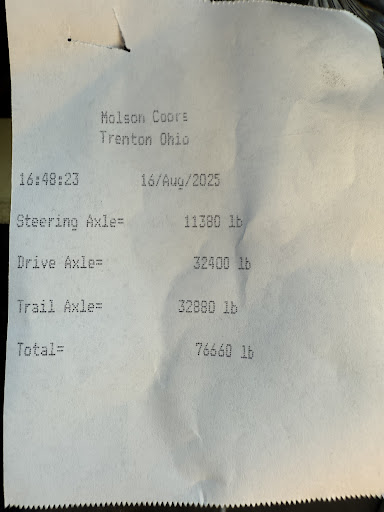 Molson Coors
Trenton Ohio
16:48:23 16/Aug/2025
Steering Axle= 11380 lb
Drive Axle= 32400 lb
Trail Axle= 32880 lb
Total= 76660 lb